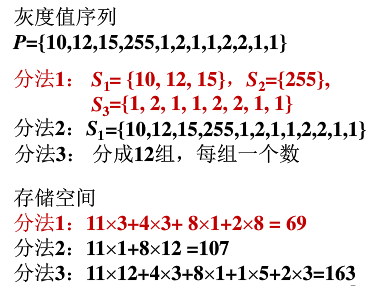 灰度值序列
P={10,12,15,255,1,2,1,1,2,2,1,1}
分法1： S₁= {10, 12, 15}，S₂={255},
S₃={1, 2, 1, 1, 2, 2, 1, 1}
分法2：S₁={10,12,15,255,1,2,1,1,2,2,1,1}
分法3： 分成12组，每组一个数
存储空间
分法1：11×3+4×3+ 8×1+2×8 = 69
分法2：11×1+8×12 =107
分法3：11×12+4×3+8×1+1×5+2×3=163